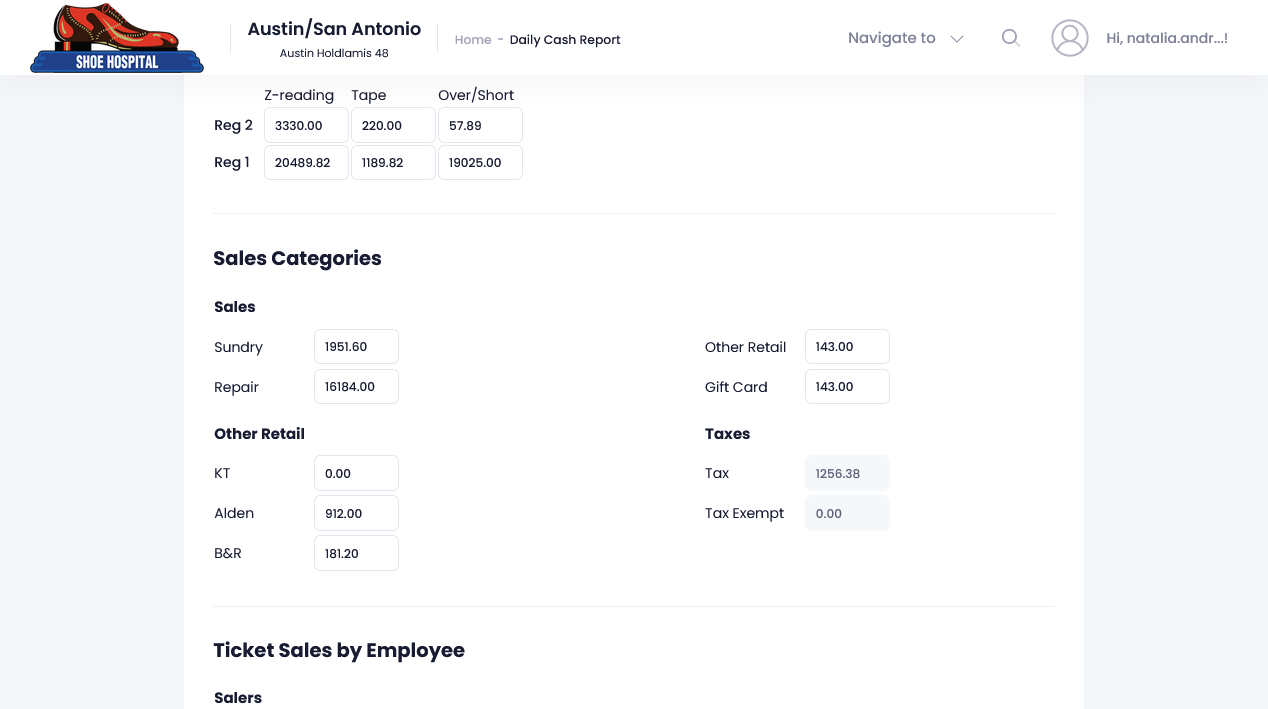 SHOE HOSPITAL
Austin/San Antonio
Austin Holdlamis 48
Home - Daily Cash Report
Navigate to
Hi, natalia.andr...!
Z-reading Tape Over/Short
Reg 2 3330.00 220.00 57.89
Reg 1 20489.82 1189.82 19025.00
Sales Categories
Sales
Sundry 1951.60 Other Retail 143.00
Repair 16184.00 Gift Card 143.00
Other Retail Taxes
KT 0.00 Tax 1256.38
Alden 912.00 Tax Exempt 0.00
B&R 181.20
Ticket Sales by Employee
Salers